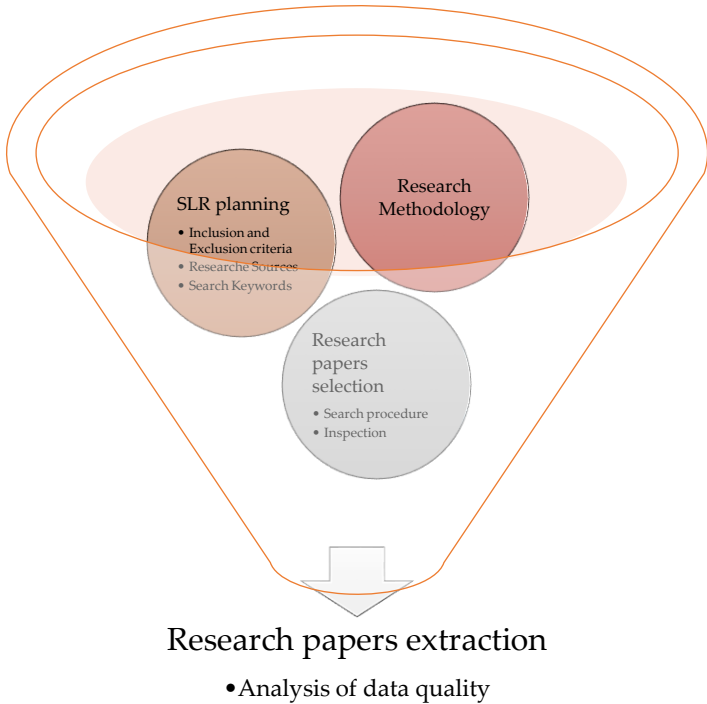 SLR planning
• Inclusion and
Exclusion criteria
• Researche Sources
• Search Keywords
Research
Methodology
Research
papers
selection
• Search procedure
• Inspection
Research papers extraction
•Analysis of data quality